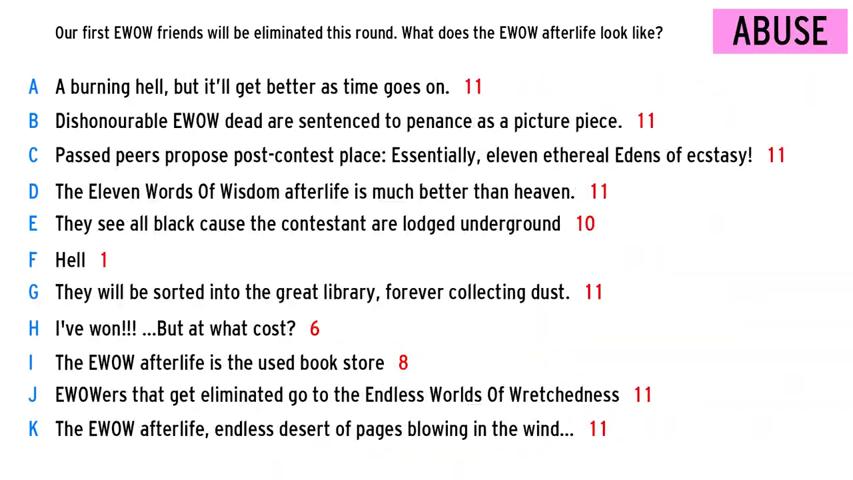 Our first EWOW friends will be eliminated this round. What does the EWOW afterlife look like?
ABUSE
A A burning hell, but it'll get better as time goes on. 11
B Dishonourable EWOW dead are sentenced to penance as a picture piece. 11
C Passed peers propose post-contest place: Essentially, eleven ethereal Edens of ecstasy! 11
D The Eleven Words Of Wisdom afterlife is much better than heaven. 11
E They see all black cause the contestant are lodged underground 10
F Hell 1
G They will be sorted into the great library, forever collecting dust. 11
H I've won!!! ...But at what cost? 6
I The EWOW afterlife is the used book store 8
J EWOWers that get eliminated go to the Endless Worlds Of Wretchedness 11
K The EWOW afterlife, endless desert of pages blowing in the wind... 11